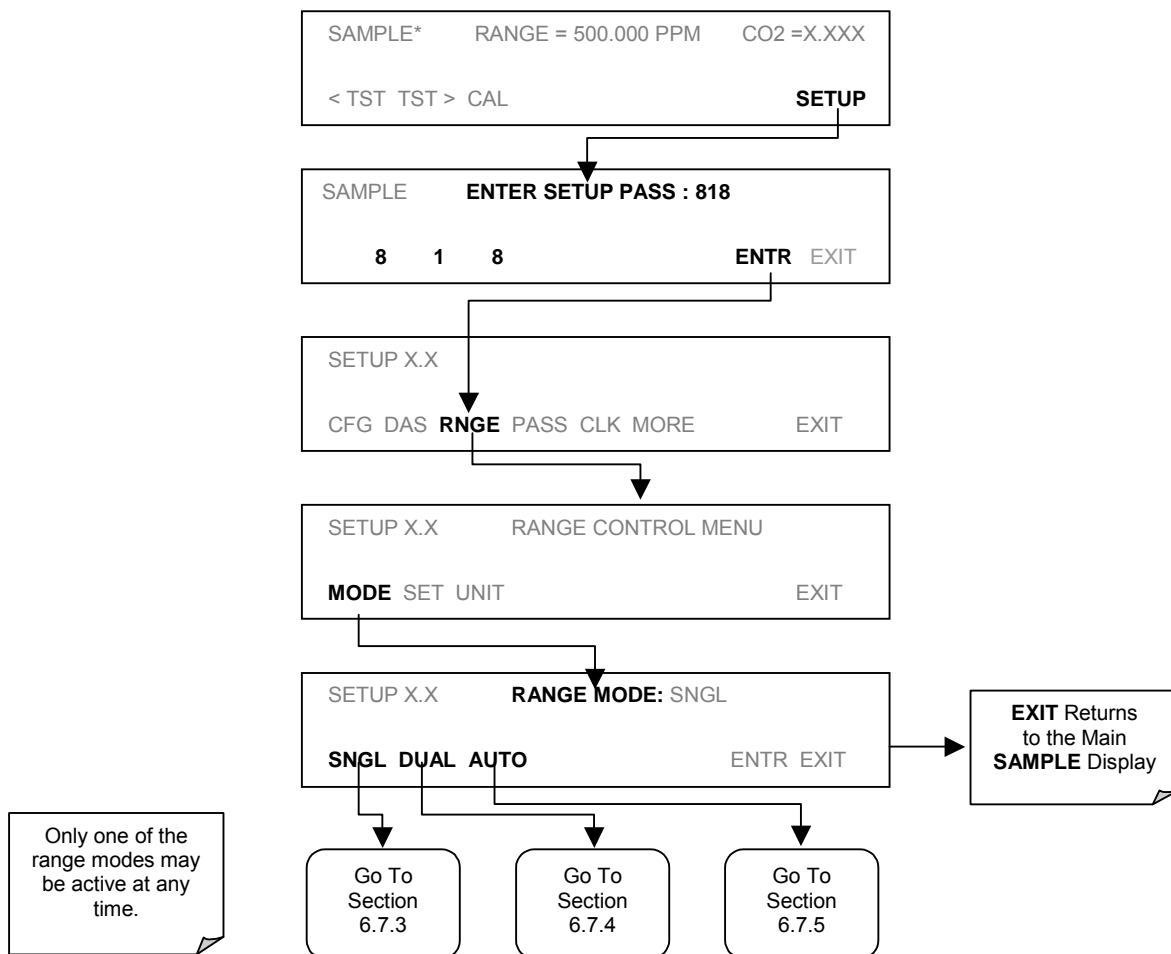 SAMPLE* RANGE = 500.000 PPM CO2 =X.XXX
< TST TST > CAL SETUP
SAMPLE ENTER SETUP PASS : 818
8 1 8 ENTR EXIT
SETUP X.X
CFG DAS RNGE PASS CLK MORE EXIT
SETUP X.X RANGE CONTROL MENU
MODE SET UNIT EXIT
SETUP X.X RANGE MODE: SNGL
SNGL DUAL AUTO ENTR EXIT
EXIT Returns
to the Main
SAMPLE Display
Only one of the
range modes may
be active at any
time.
Go To
Section
6.7.3
Go To
Section
6.7.4
Go To
Section
6.7.5